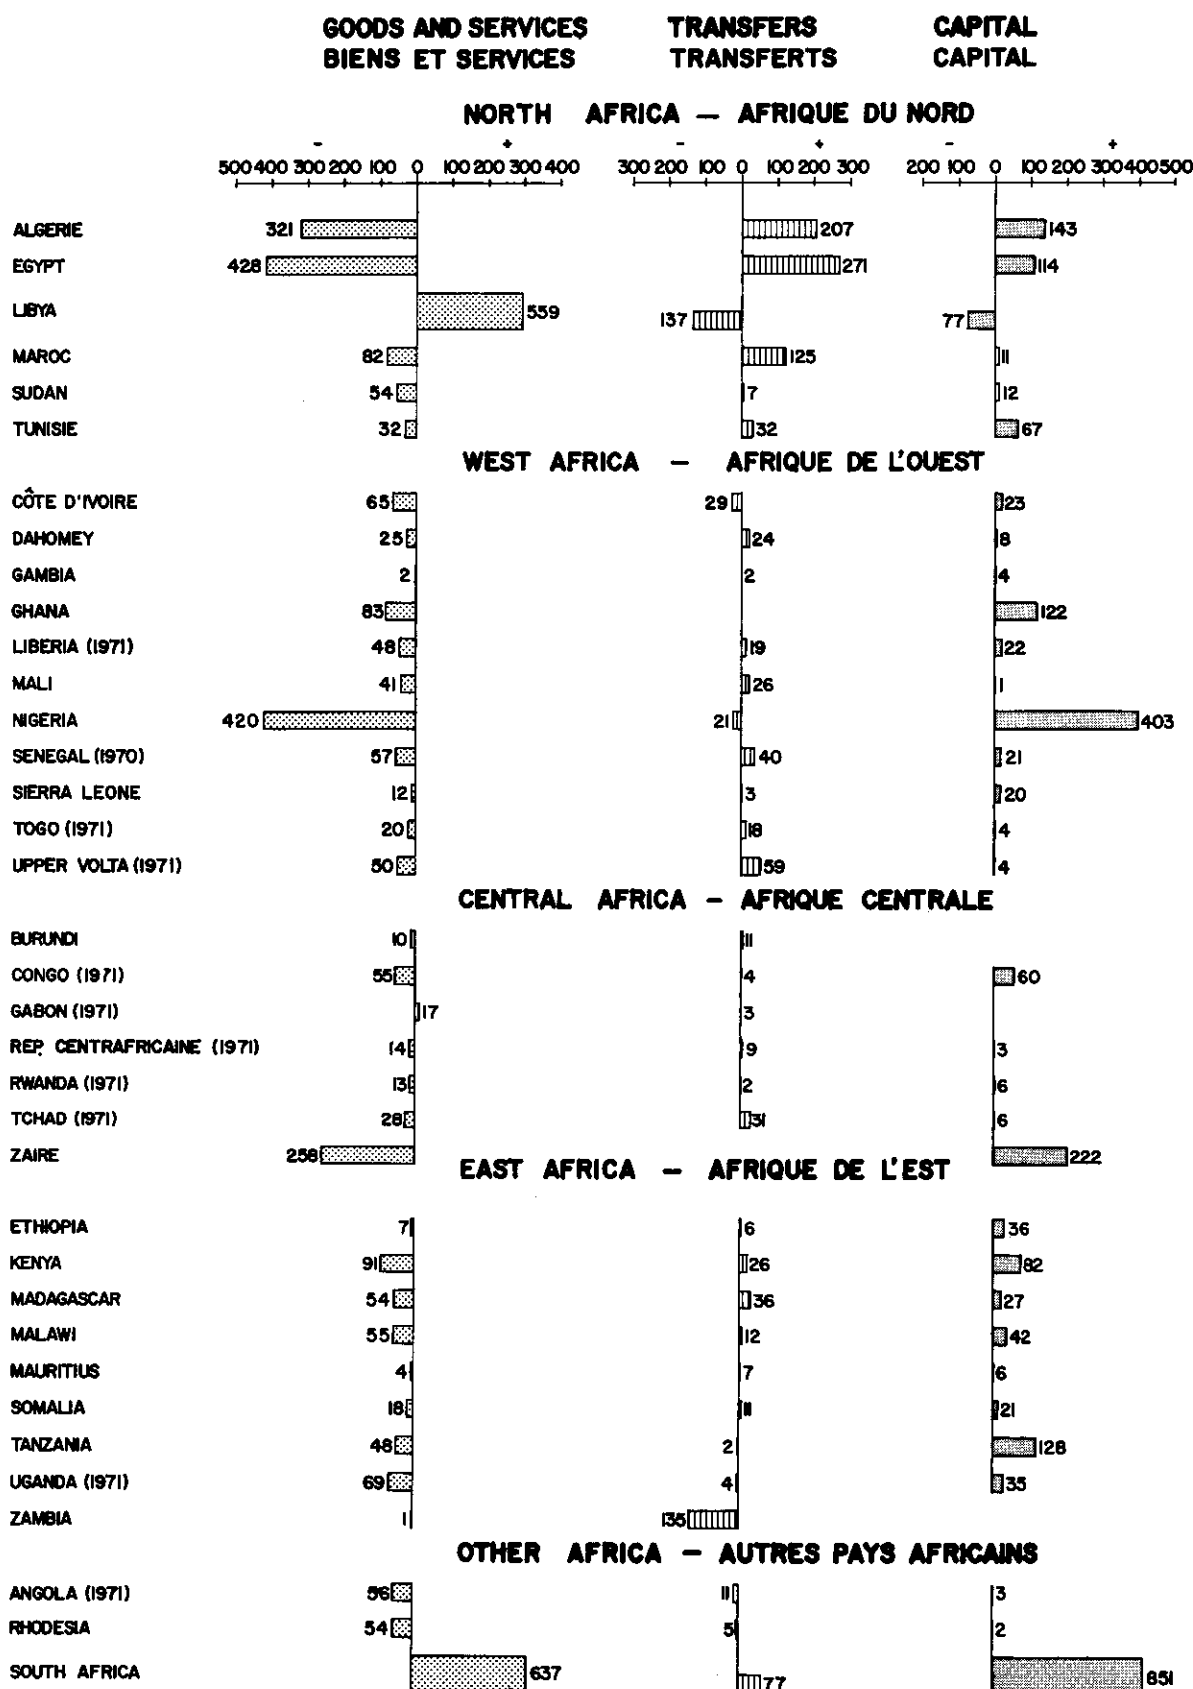 GOODS AND SERVICES TRANSFERS CAPITAL
BIENS ET SERVICES TRANSFERTS CAPITAL
NORTH AFRICA — AFRIQUE DU NORD
- + - + - +
500 400 300 200 100 0 100 200 300 400 300 200 100 0 100 200 300 200 100 0 100 200 300 400 500
ALGERIE 321 207 143
EGYPT 428 271 114
LIBYA 559 137 77
MAROC 82 125 11
SUDAN 54 7 12
TUNISIE 32 32 67
WEST AFRICA — AFRIQUE DE L'OUEST
CÔTE D'IVOIRE 65 29 23
DAHOMEY 25 24 8
GAMBIA 2 2 4
GHANA 83 122
LIBERIA (1971) 48 19 22
MALI 41 26 1
NIGERIA 420 21 403
SENEGAL (1970) 57 40 21
SIERRA LEONE 12 3 20
TOGO (1971) 20 18 4
UPPER VOLTA (1971) 50 59 4
CENTRAL AFRICA — AFRIQUE CENTRALE
BURUNDI 10 11
CONGO (1971) 55 4 60
GABON (1971) 17 3
REP. CENTRAFRICAINE (1971) 14 9 3
RWANDA (1971) 13 2 6
TCHAD (1971) 28 31 6
ZAIRE 258 222
EAST AFRICA — AFRIQUE DE L'EST
ETHIOPIA 7 6 36
KENYA 91 26 82
MADAGASCAR 54 36 27
MALAWI 55 12 42
MAURITIUS 4 7 6
SOMALIA 18 11 21
TANZANIA 48 2 128
UGANDA (1971) 69 4 35
ZAMBIA 1 135
OTHER AFRICA — AUTRES PAYS AFRICAINS
ANGOLA (1971) 56 11 3
RHODESIA 54 5 2
SOUTH AFRICA 637 77 851